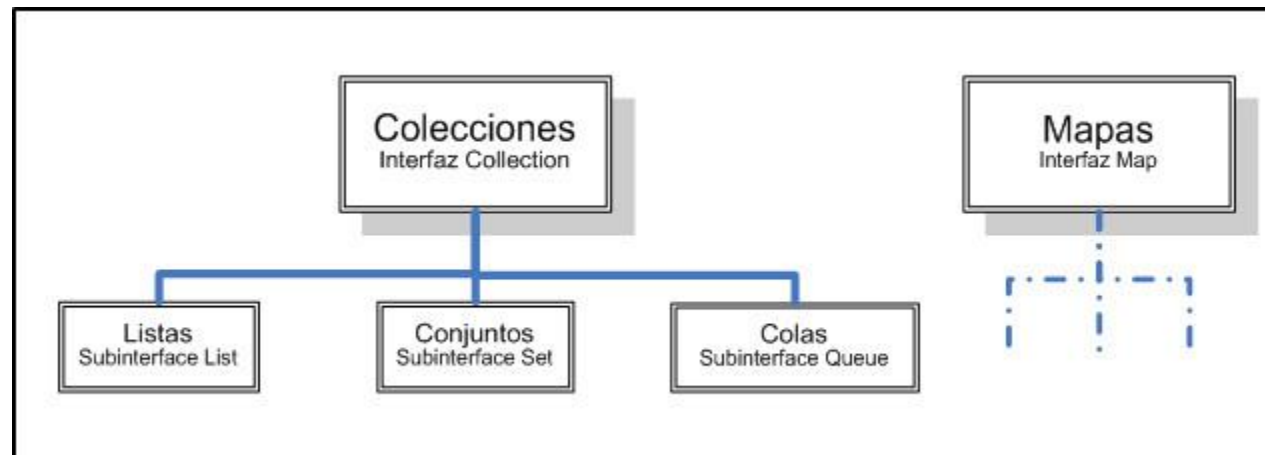 Colecciones
Interfaz Collection
Mapas
Interfaz Map
Listas
Subinterface List
Conjuntos
Subinterface Set
Colas
Subinterface Queue